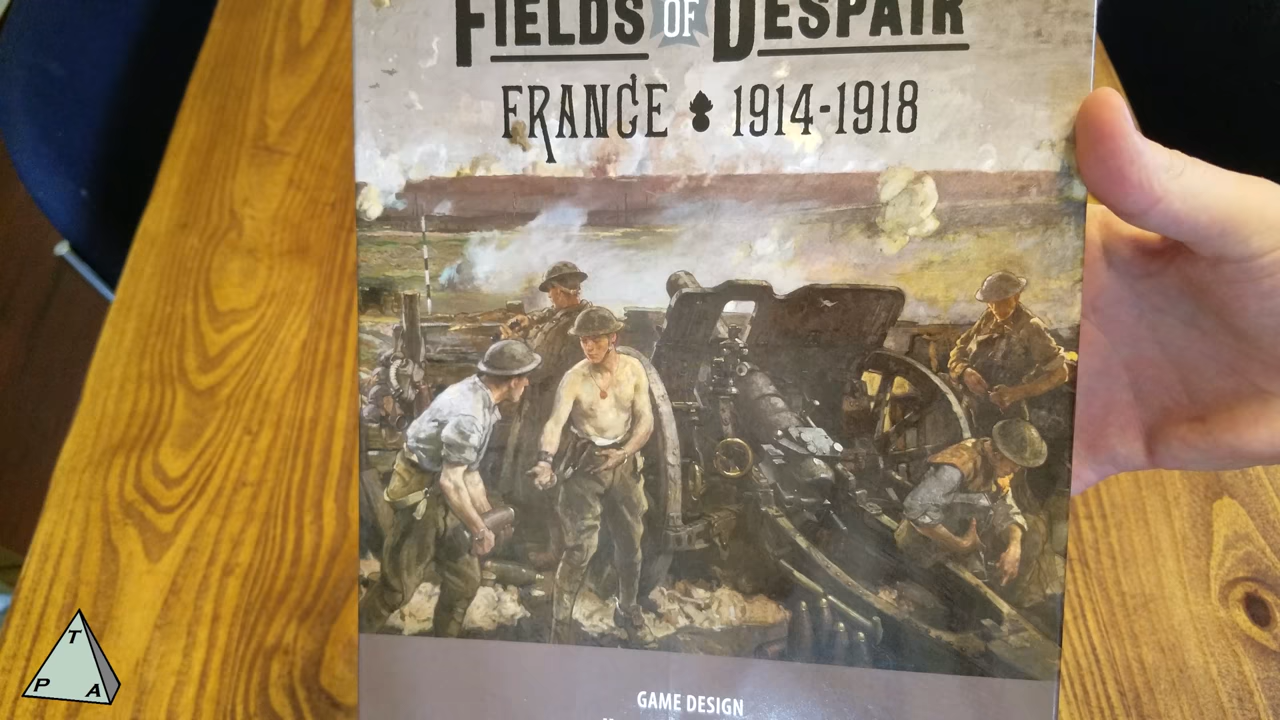 FIELDS OF DESPAIR
FRANCE 1914-1918
GAME DESIGN
T
P A